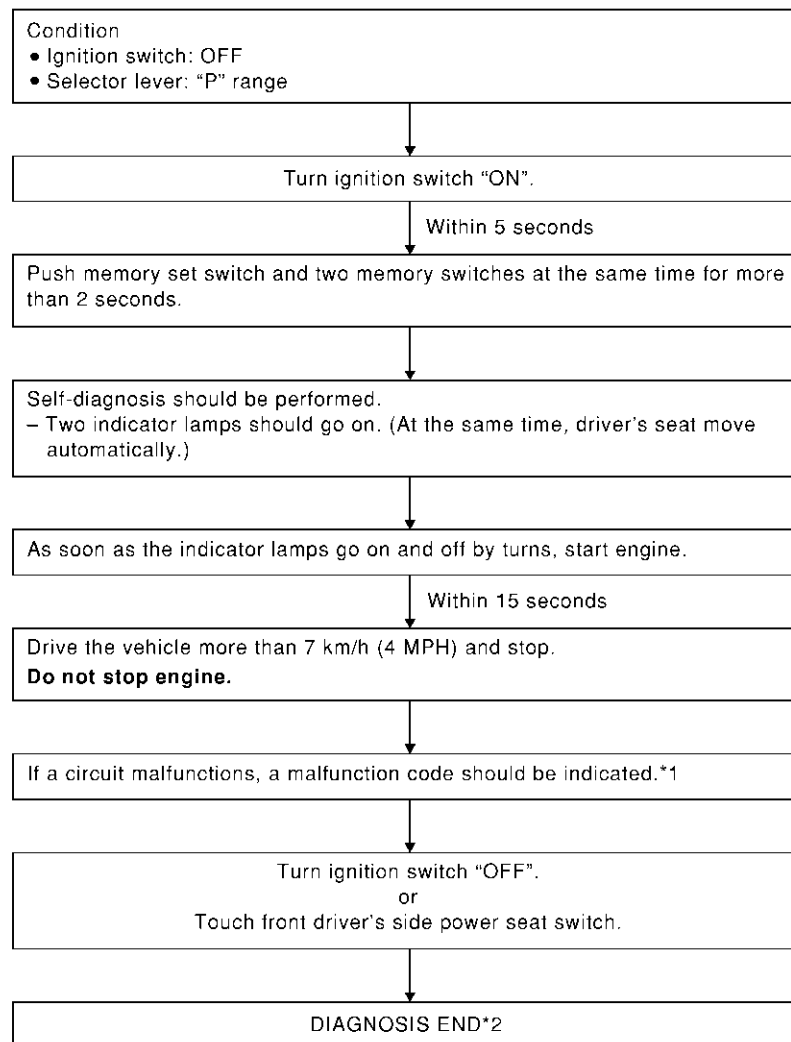 Condition
● Ignition switch: OFF
● Selector lever: “P” range
Turn ignition switch “ON”.
Within 5 seconds
Push memory set switch and two memory switches at the same time for more
than 2 seconds.
Self-diagnosis should be performed.
– Two indicator lamps should go on. (At the same time, driver’s seat move
automatically.)
As soon as the indicator lamps go on and off by turns, start engine.
Within 15 seconds
Drive the vehicle more than 7 km/h (4 MPH) and stop.
Do not stop engine.
If a circuit malfunctions, a malfunction code should be indicated.*1
Turn ignition switch “OFF”.
or
Touch front driver’s side power seat switch.
DIAGNOSIS END*2